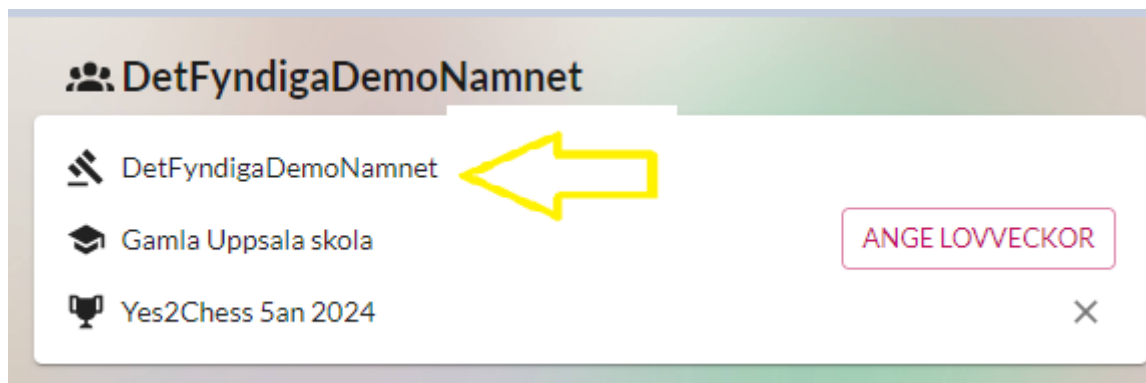 DetFyndigaDemoNamnet
DetFyndigaDemoNamnet
Gamla Uppsala skola
ANGE LOVVECKOR
Yes2Chess 5an 2024